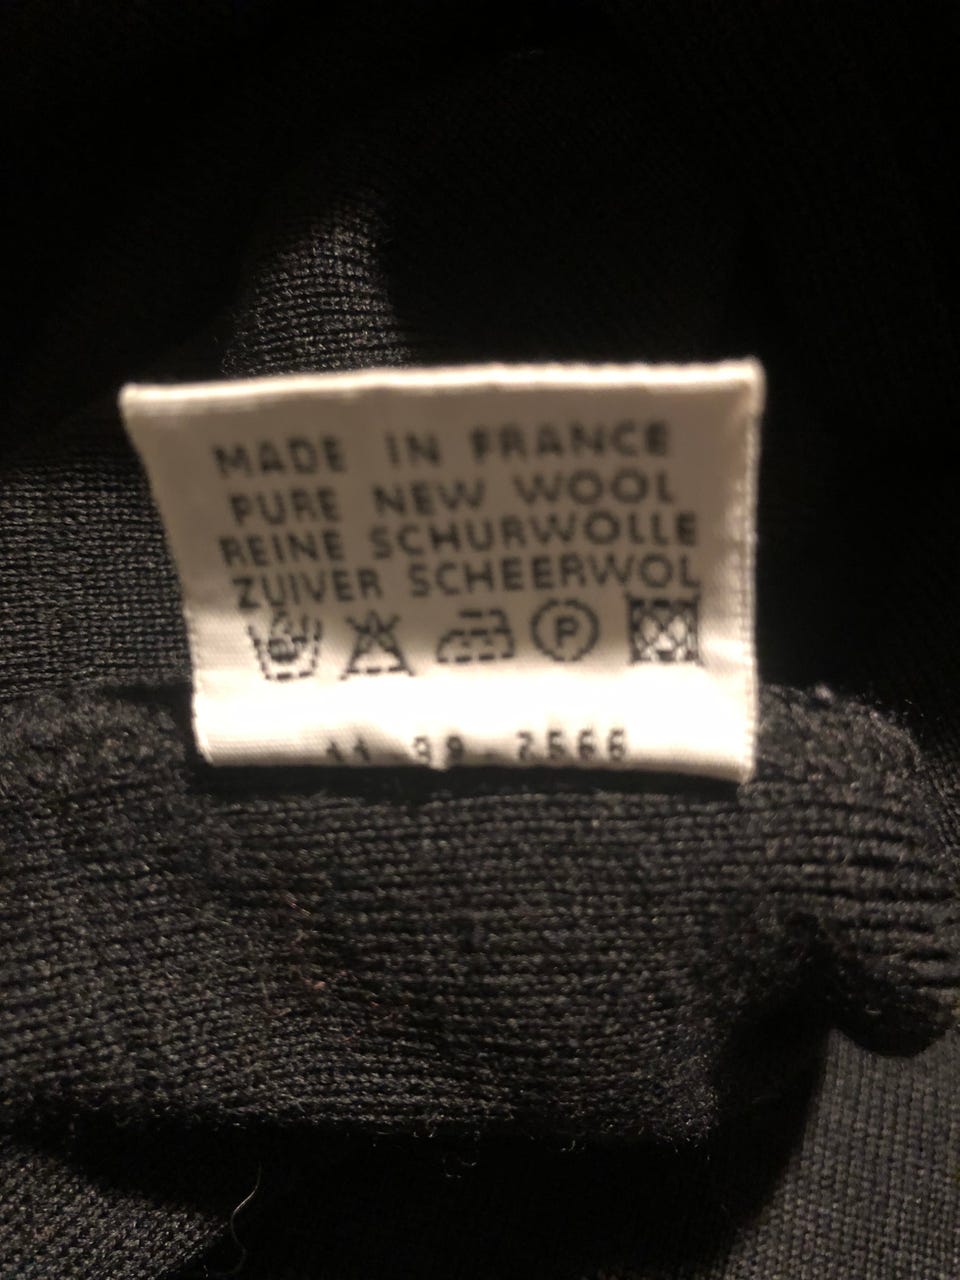 MADE IN FRANCE
PURE NEW WOOL
REINE SCHURWOLLE
ZUIVER SCHEERWOL
P